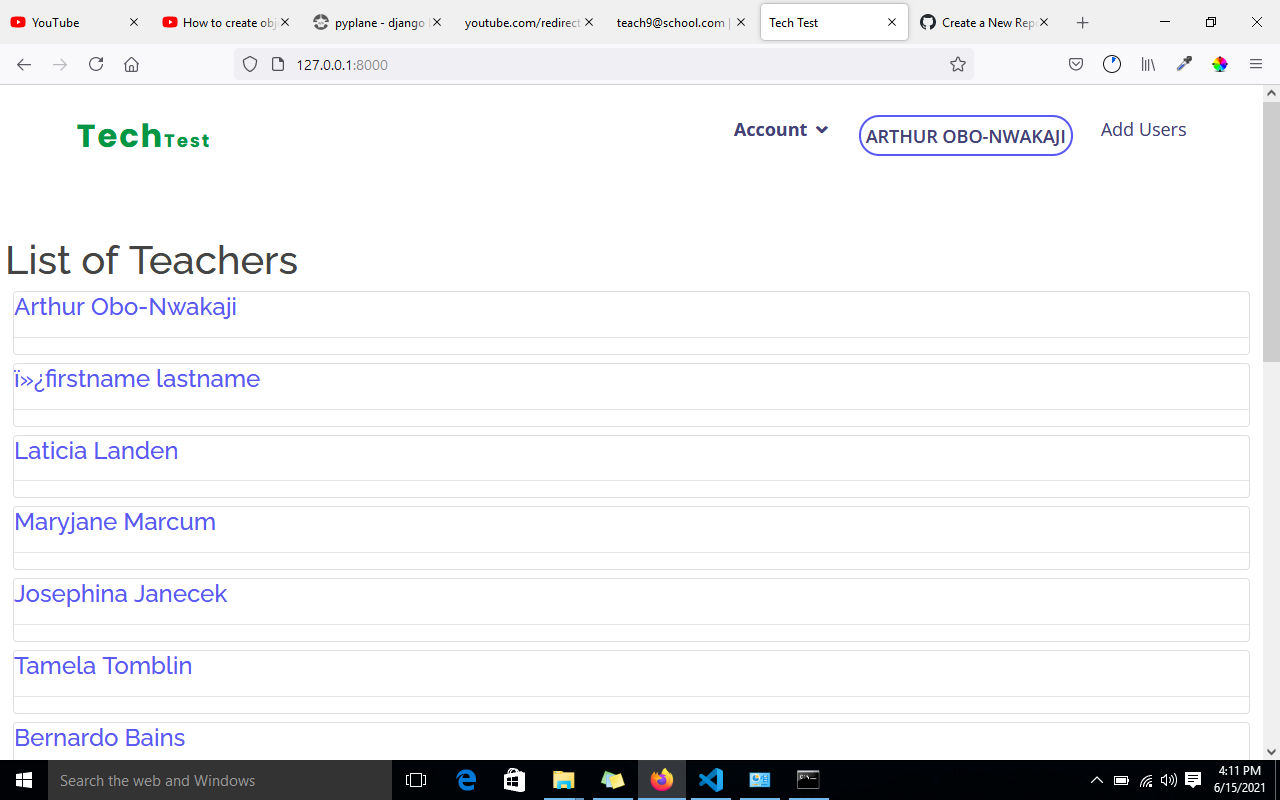 YouTube
How to create obj
pyplane - django
youtube.com/redirect
teach9@school.com |
Tech Test
Create a New Rep
127.0.0.1:8000
TechTest
Account
ARTHUR OBO-NWAKAJI
Add Users
List of Teachers
Arthur Obo-Nwakaji
ï»¿firstname lastname
Laticia Landen
Maryjane Marcum
Josephina Janecek
Tamela Tomblin
Bernardo Bains
Search the web and Windows
4:11 PM
6/15/2021